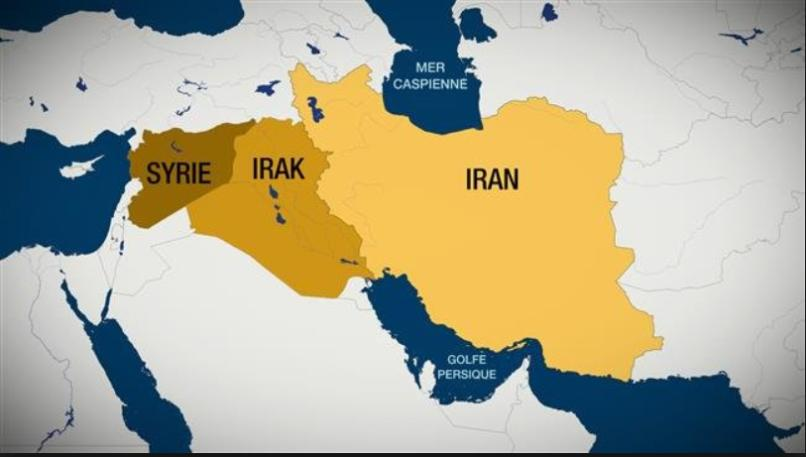 MER
CASPIENNE
SYRIE
IRAK
IRAN
GOLFE
PERSIQUE